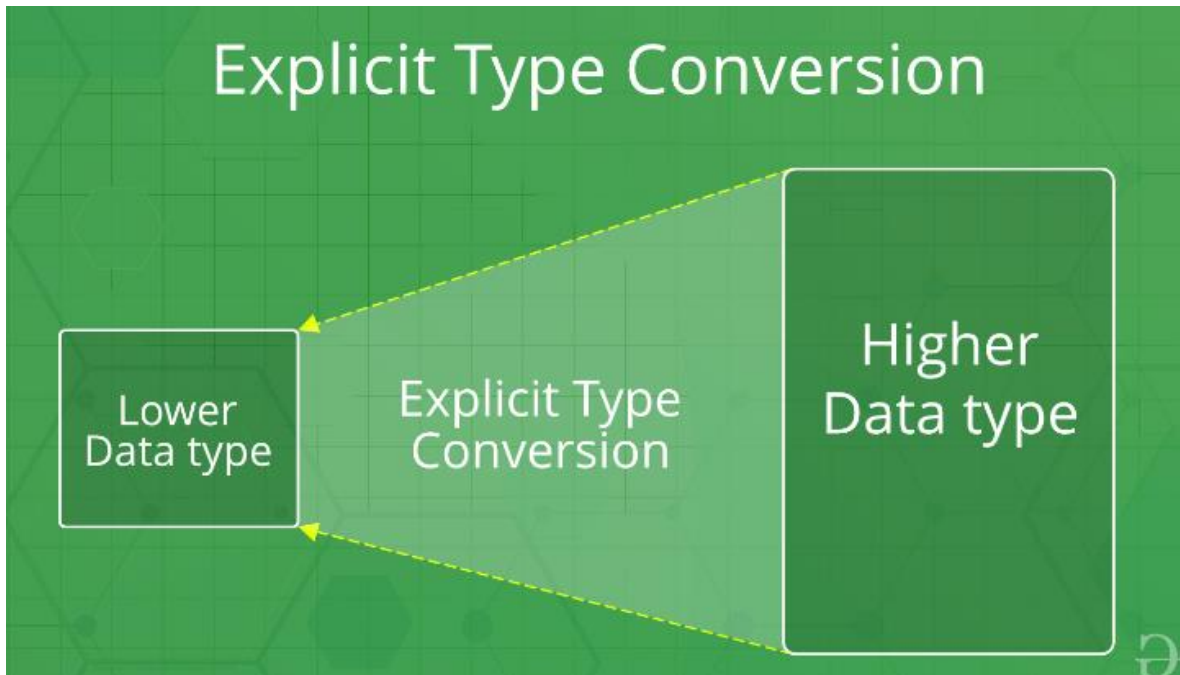 Explicit Type Conversion
Lower
Data type
Explicit Type
Conversion
Higher
Data type